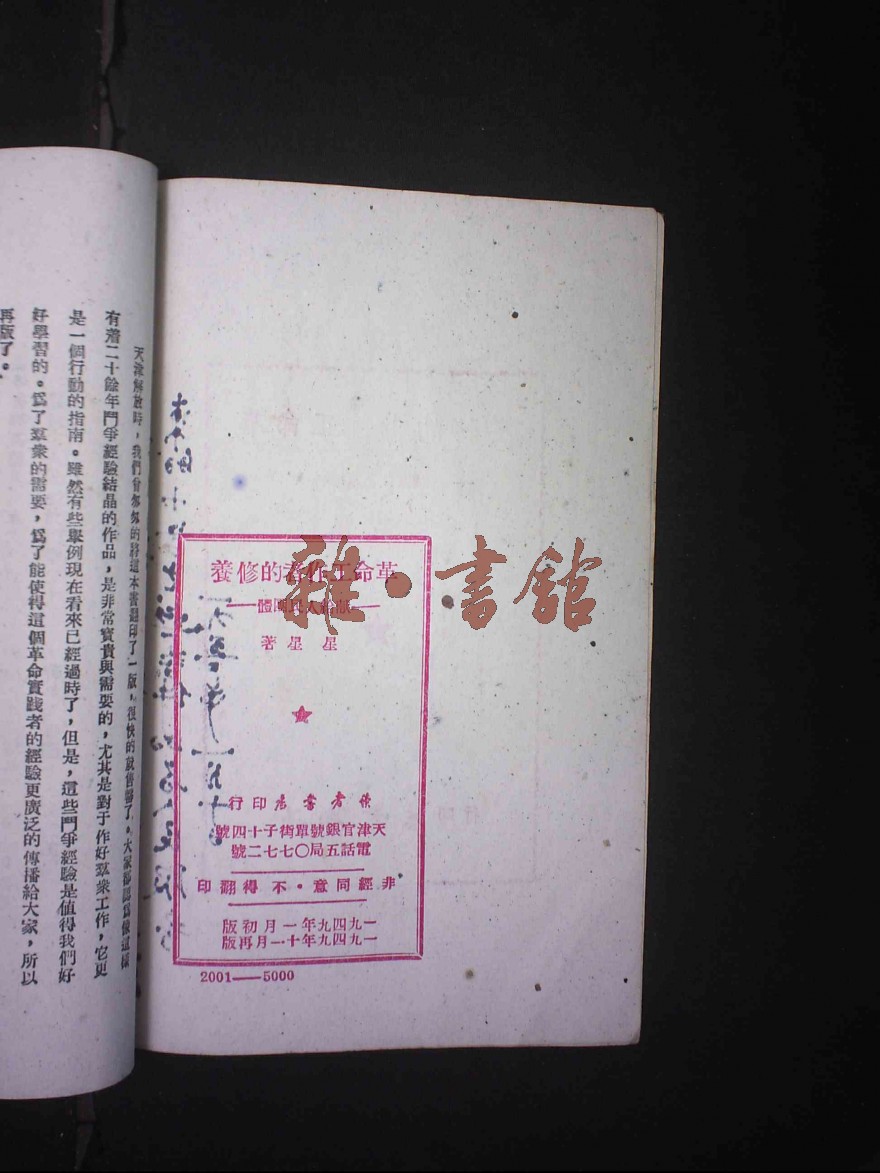 革命工作者的修養
星星著
印行
天津官銀號單街子十四號
電話五局〇七七二號
非經同意·不得翻印
一九四九年一月初版
一九四九年十一月再版
2001——5000
天津解放時，我們曾匆匆的將這本書翻印了一版，很快的就售罄了。大家都認爲像這樣
有着二十餘年鬥爭經驗結晶的作品，是非常寶貴與需要的，尤其是對于作好羣衆工作，它更
是一個行動的指南。雖然有些舉例現在看來已經過時了，但是，這些鬥爭經驗是值得我們好
好學習的。爲了羣衆的需要，爲了能使得這個革命實踐者的經驗更廣泛的傳播給大家，所以
再版了。
雅·書館